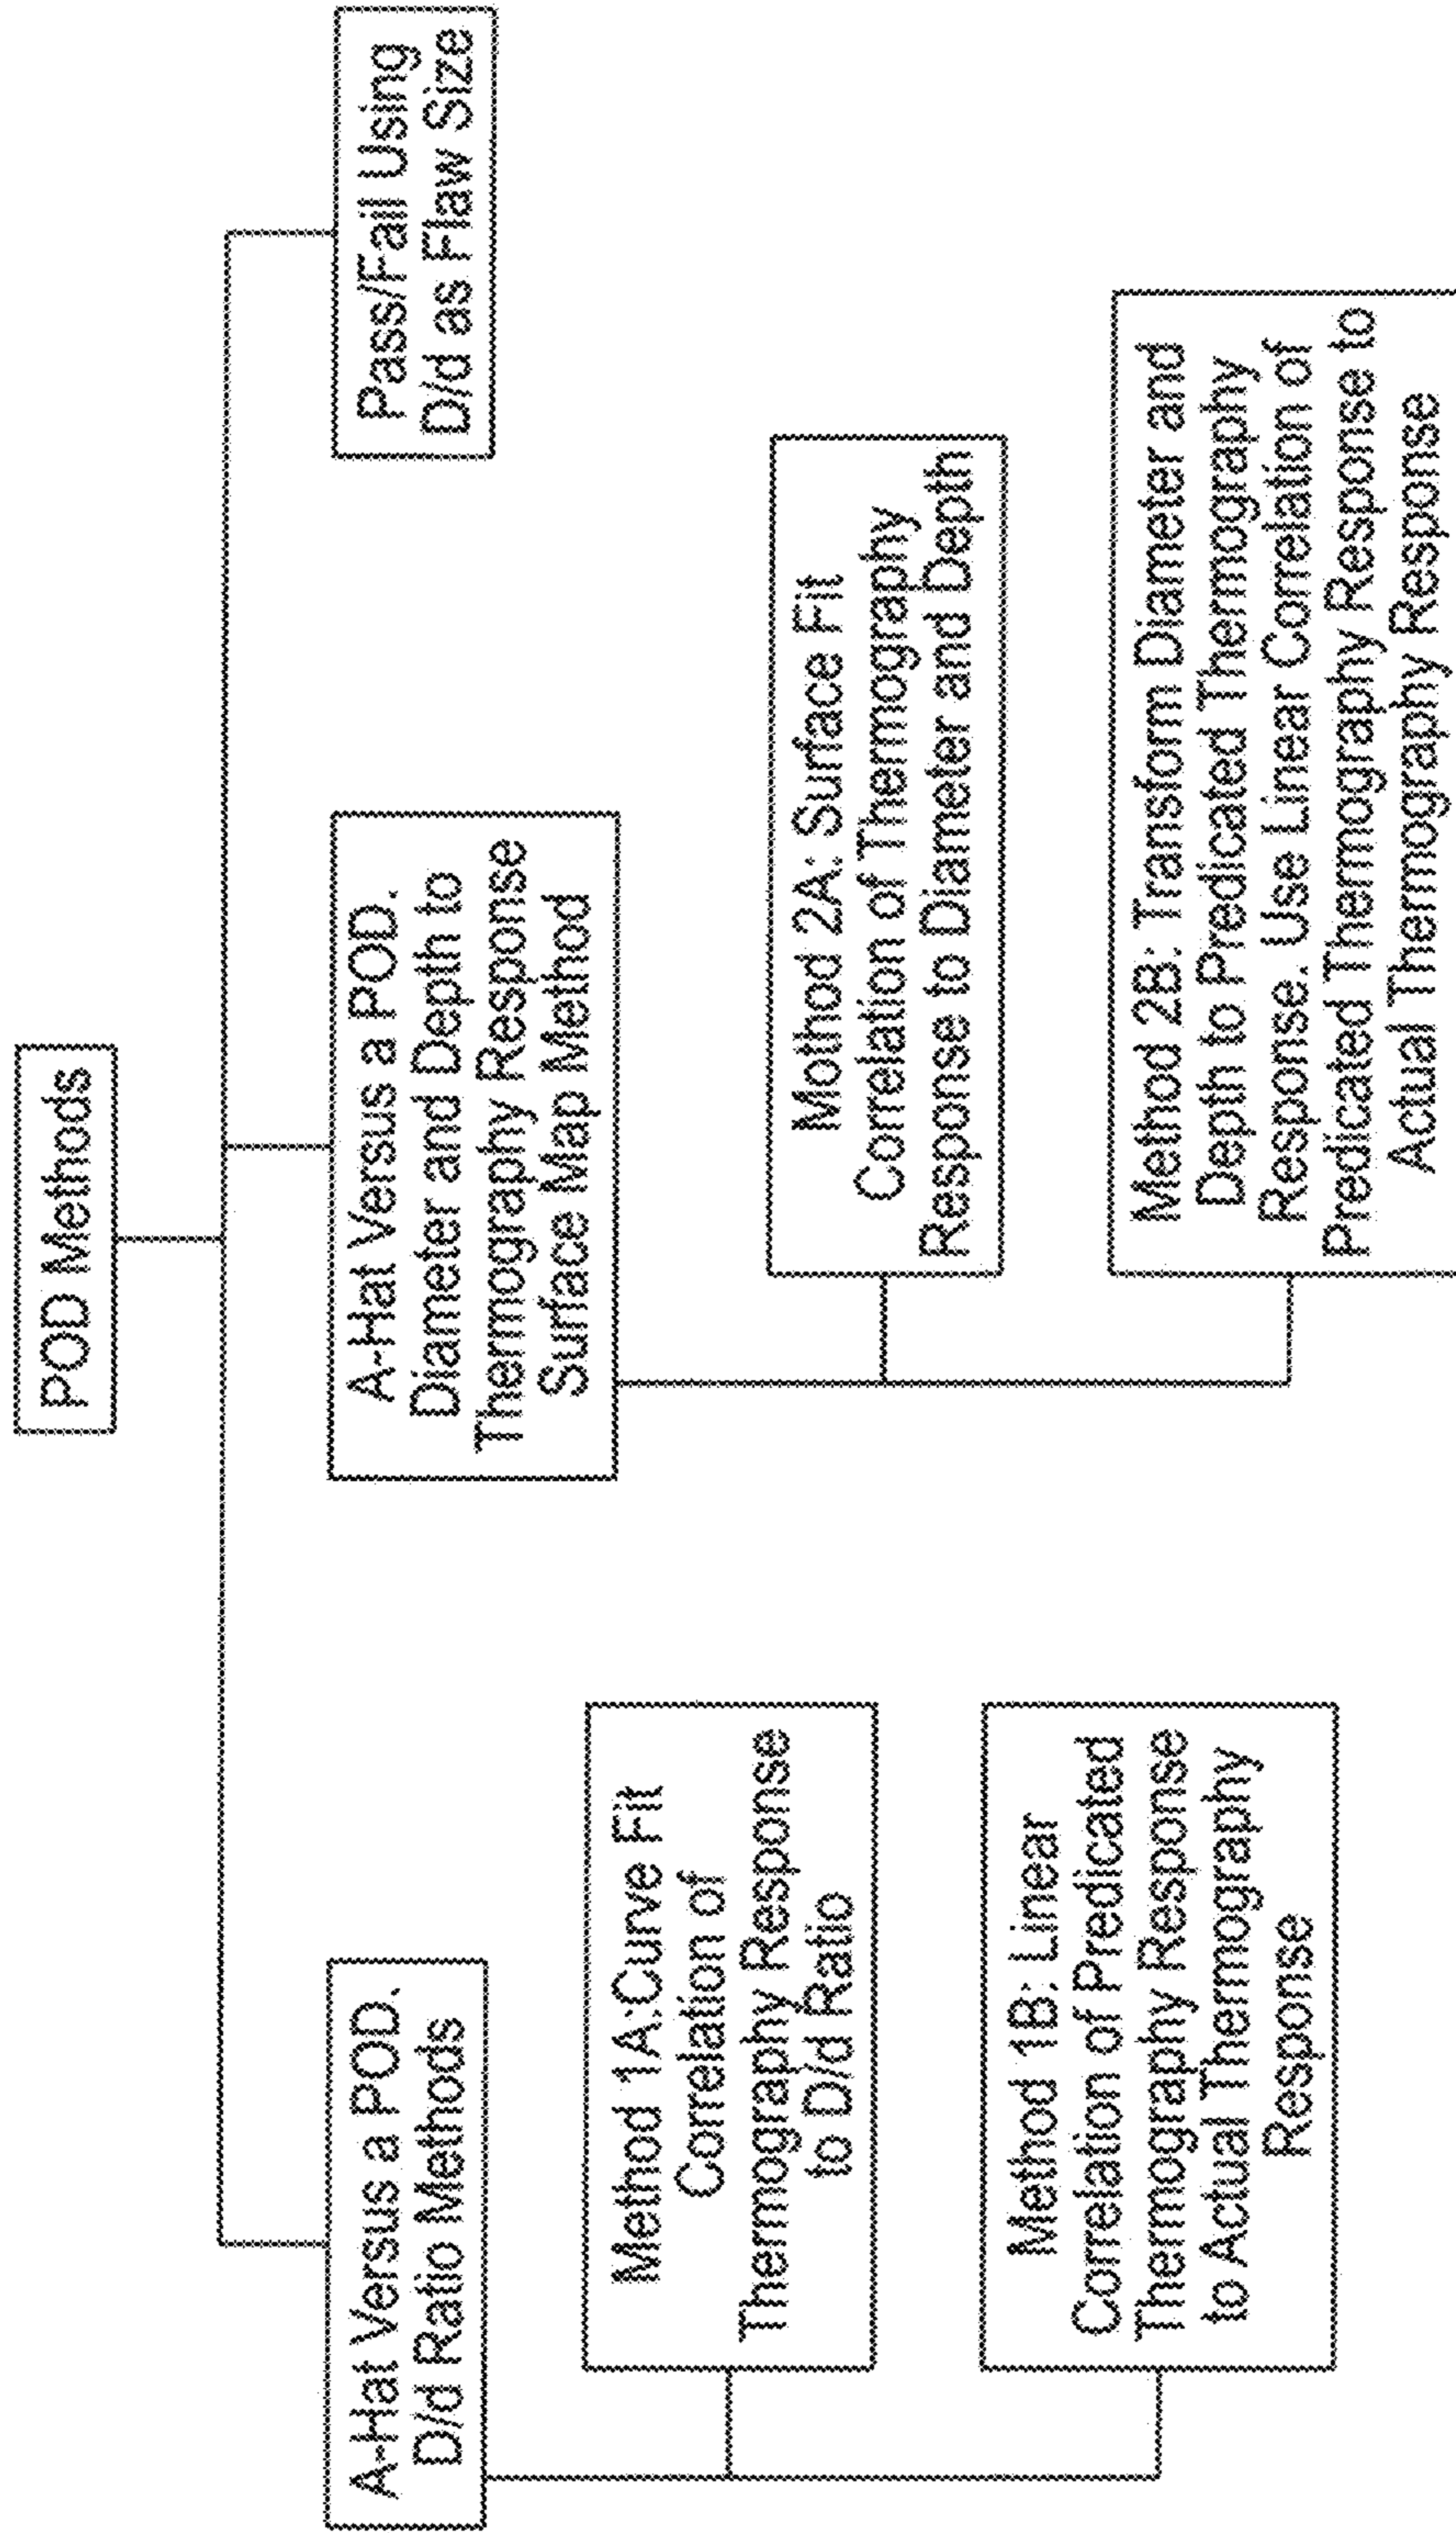 POD Methods
A-Hat Versus a POD.
D/d Ratio Methods
Method 1A:Curve Fit
Correlation of
Thermography Response
to D/d Ratio
Method 1B: Linear
Correlation of Predicated
Thermography Response
to Actual Thermography
Response
A-Hat Versus a POD.
Diameter and Depth to
Thermography Response
Surface Map Method
Mothod 2A: Surface Fit
Correlation of Thermography
Response to Diameter and Depth
Method 2B: Transform Diameter and
Depth to Predicated Thermography
Response. Use Linear Correlation of
Predicated Thermography Response to
Actual Thermography Response
Pass/Fail Using
D/d as Flaw Size